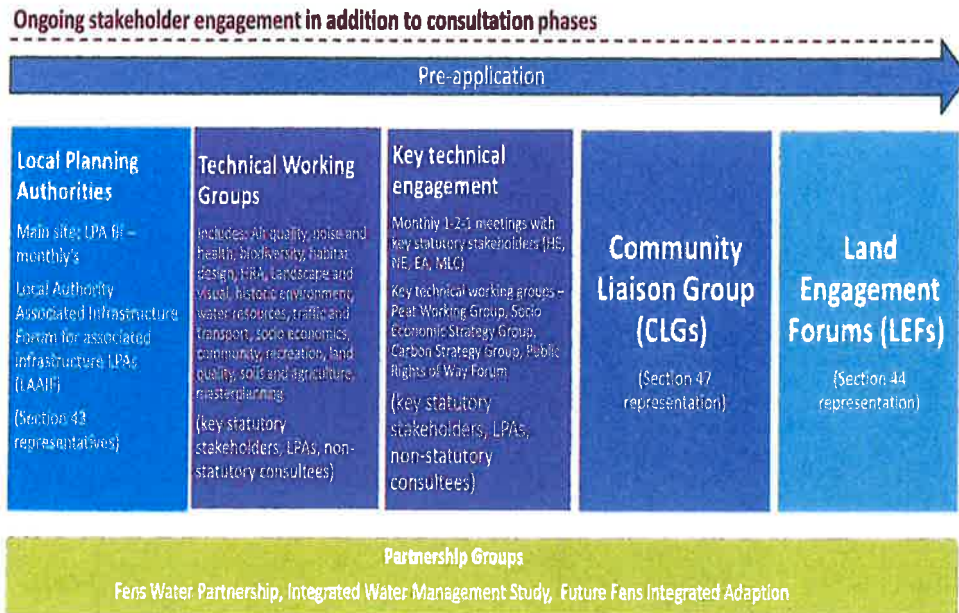 Ongoing stakeholder engagement in addition to consultation phases
Pre-application
Local Planning
Authorities
Main site: LPA fil –
monthly's
Local Authority
Associated Infrastructure
Forum for associated
infrastructure LPAs
(LAAIF)
(Section 43
representatives)
Technical Working
Groups
Includes: Air quality, noise and
health, biodiversity, habitat
design, HRA, Landscape and
visual, historic environment,
water resources, traffic and
transport, socio economics,
community, recreation, land
quality, soils and agriculture,
masterplanning
(key statutory
stakeholders, LPAs, non-
statutory consultees)
Key technical
engagement
Monthly 1-2-1 meetings with
key statutory stakeholders (HE,
NE, EA, MLC)
Key technical working groups –
Peat Working Group, Socio
Economic Strategy Group,
Carbon Strategy Group, Public
Rights of Way Forum
(key statutory
stakeholders, LPAs,
non-statutory
consultees)
Community
Liaison Group
(CLGs)
(Section 47
representation)
Land
Engagement
Forums (LEFs)
(Section 44
representation)
Partnership Groups
Fens Water Partnership, Integrated Water Management Study, Future Fens Integrated Adaption